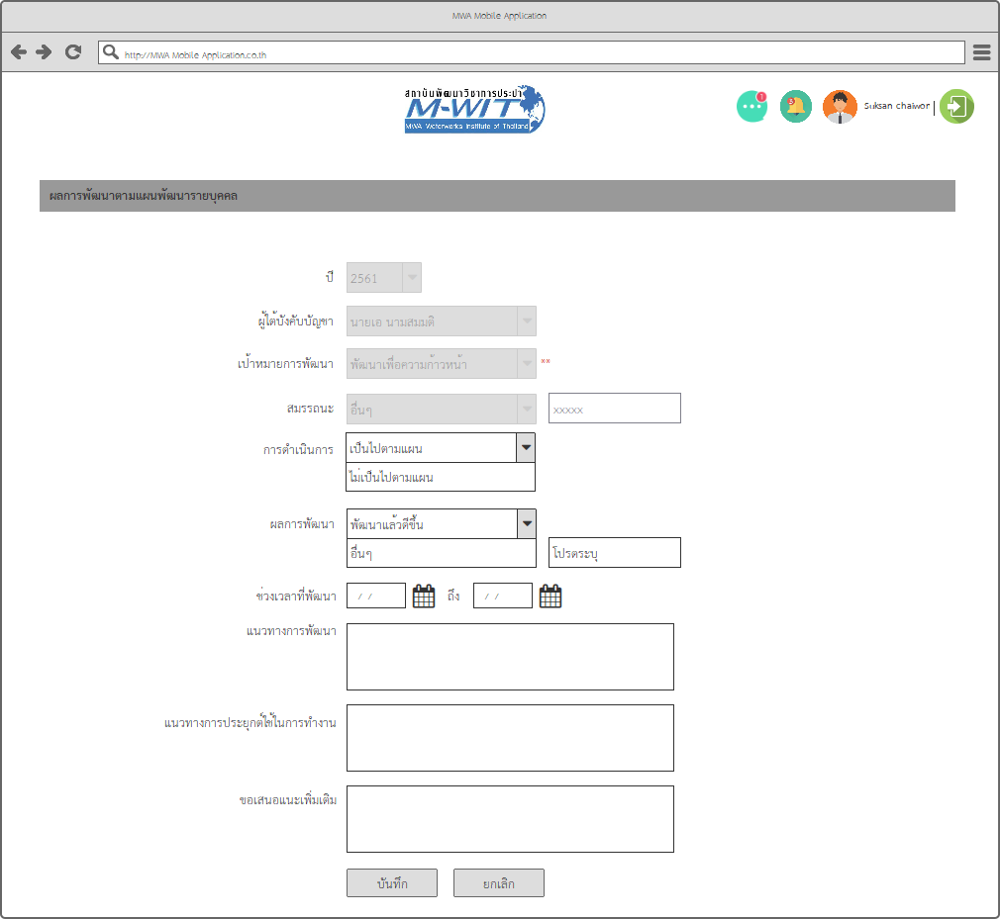 MWA Mobile Application
http://MWA Mobile Application.co.th
สถาบันพัฒนาวิชาการประปา
M-WIT
MWA Waterworks Institute of Thailand
1
3
Suksan chaiwor |
ผลการพัฒนาตามแผนพัฒนารายบุคคล
ปี 2561
ผู้ใต้บังคับบัญชา นายเอ นามสมมติ
เป้าหมายการพัฒนา พัฒนาเพื่อความก้าวหน้า **
สมรรถนะ อื่นๆ xxxxx
การดำเนินการ เป็นไปตามแผน
ไม่เป็นไปตามแผน
ผลการพัฒนา พัฒนาแล้วดีขึ้น
อื่นๆ โปรดระบุ
ช่วงเวลาที่พัฒนา / / ถึง / /
แนวทางการพัฒนา
แนวทางการประยุกต์ใช้ในการทำงาน
ขอเสนอแนะเพิ่มเติม
บันทึก ยกเลิก